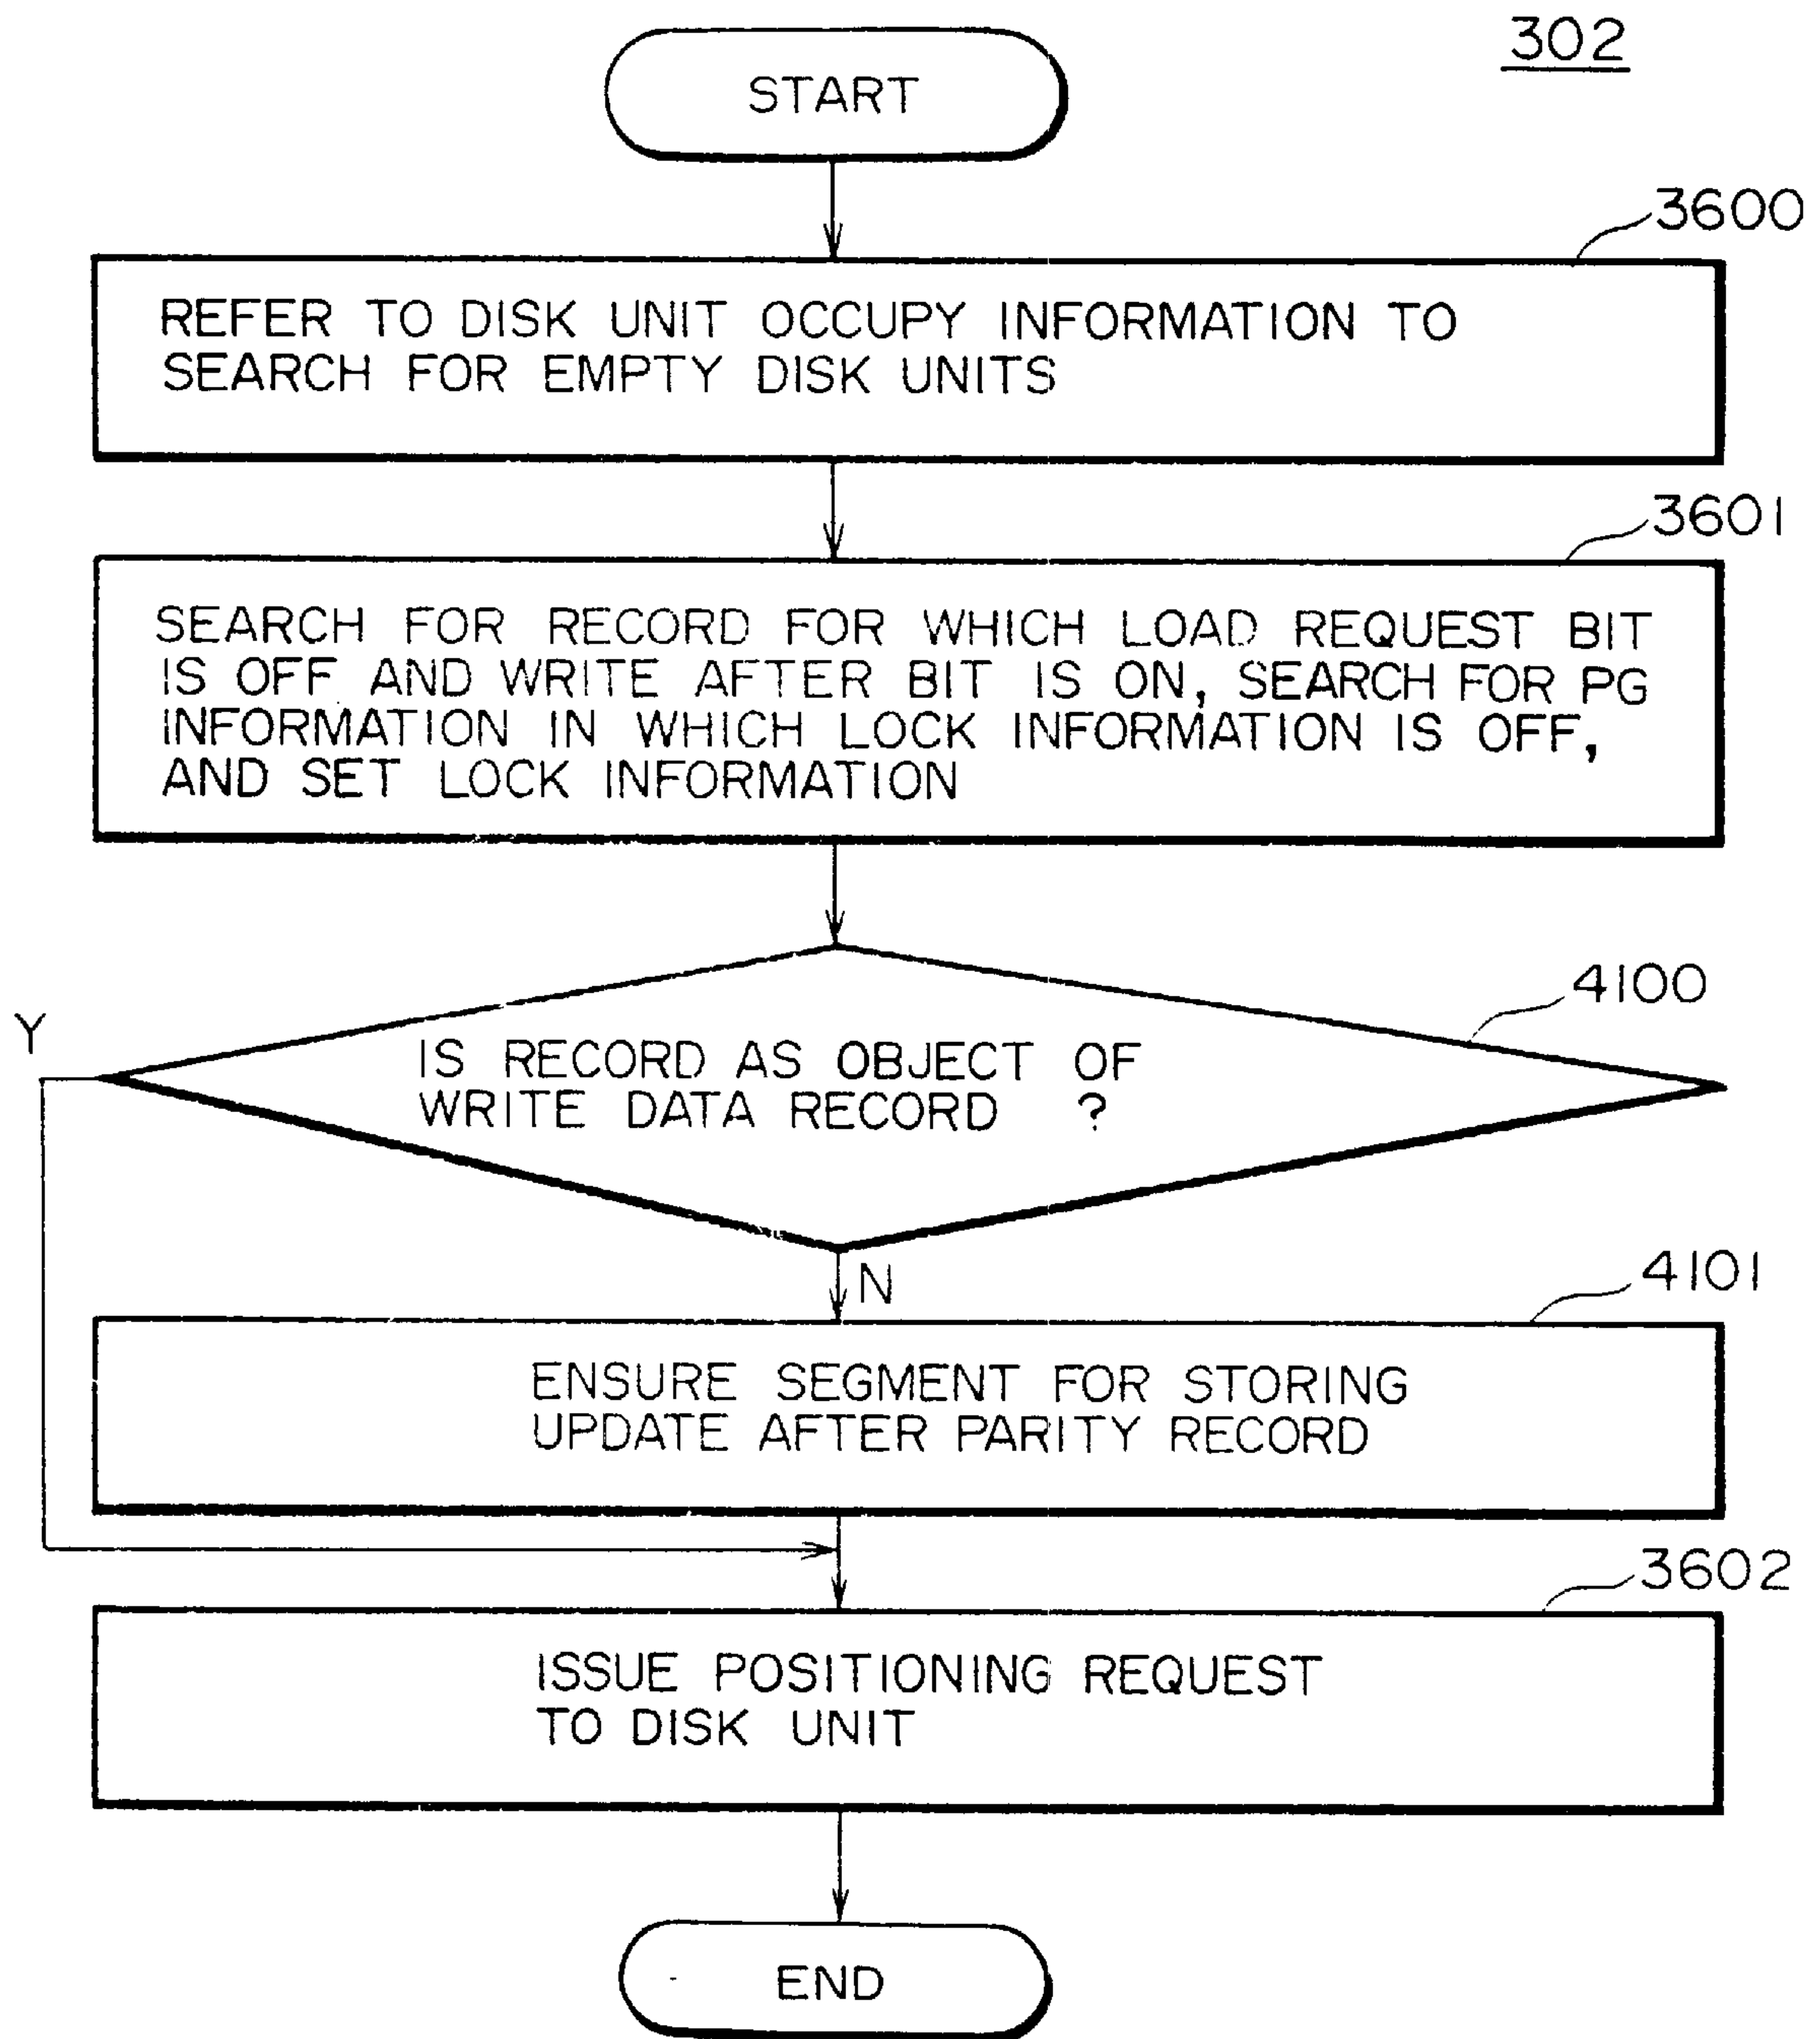 302
START
3600
REFER TO DISK UNIT OCCUPY INFORMATION TO
SEARCH FOR EMPTY DISK UNITS
3601
SEARCH FOR RECORD FOR WHICH LOAD REQUEST BIT
IS OFF AND WRITE AFTER BIT IS ON, SEARCH FOR PG
INFORMATION IN WHICH LOCK INFORMATION IS OFF,
AND SET LOCK INFORMATION
4100
Y
IS RECORD AS OBJECT OF
WRITE DATA RECORD ?
N
4101
ENSURE SEGMENT FOR STORING
UPDATE AFTER PARITY RECORD
3602
ISSUE POSITIONING REQUEST
TO DISK UNIT
END